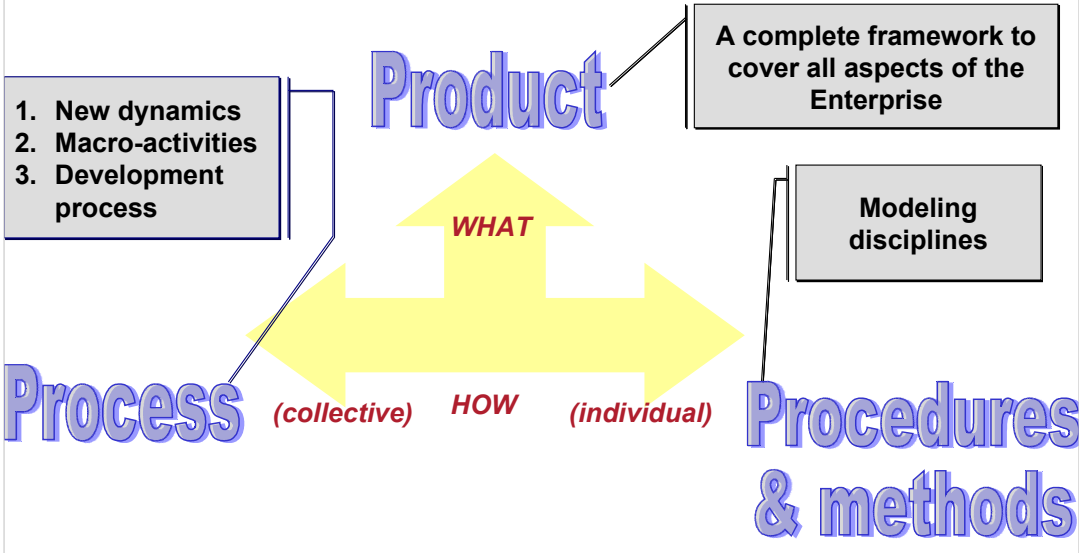 Product
A complete framework to
cover all aspects of the
Enterprise
1. New dynamics
2. Macro-activities
3. Development
process
Modeling
disciplines
WHAT
Process
(collective)
HOW
(individual)
Procedures
& methods